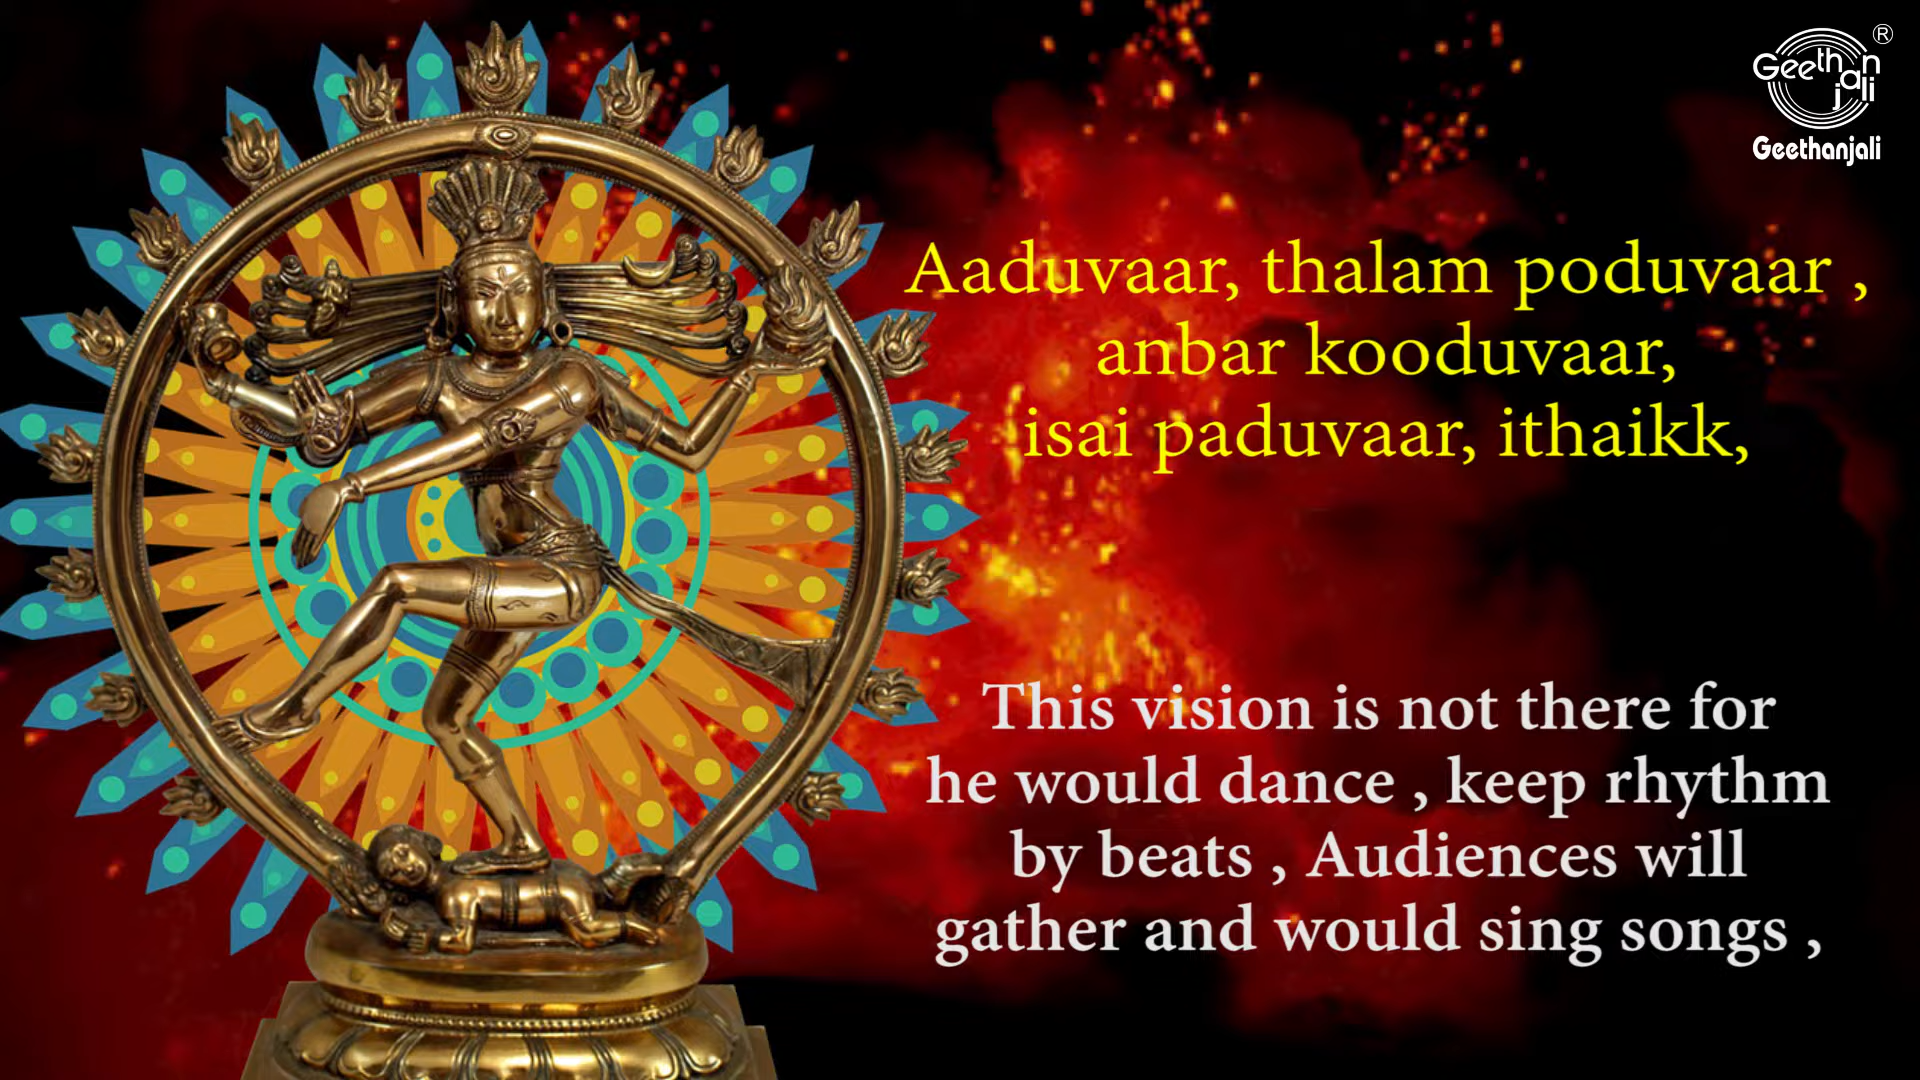 Geethanjali
®
Geethanjali
Aaduvaar, thalam poduvaar ,
anbar kooduvaar,
isai paduvaar, ithaikk,
This vision is not there for
he would dance , keep rhythm
by beats , Audiences will
gather and would sing songs ,